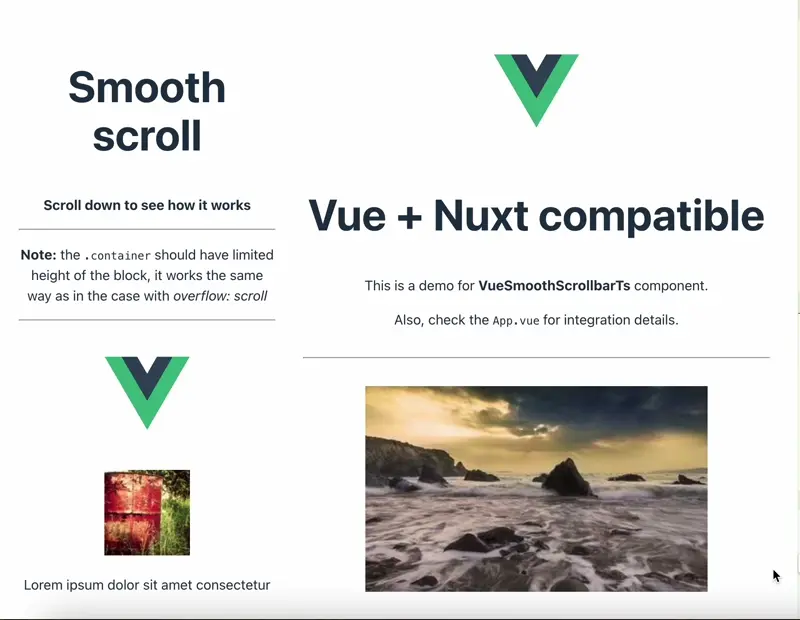 Smooth
scroll
Scroll down to see how it works
Note: the .container should have limited
height of the block, it works the same
way as in the case with overflow: scroll
Lorem ipsum dolor sit amet consectetur
Vue + Nuxt compatible
This is a demo for VueSmoothScrollbarTs component.
Also, check the App.vue for integration details.